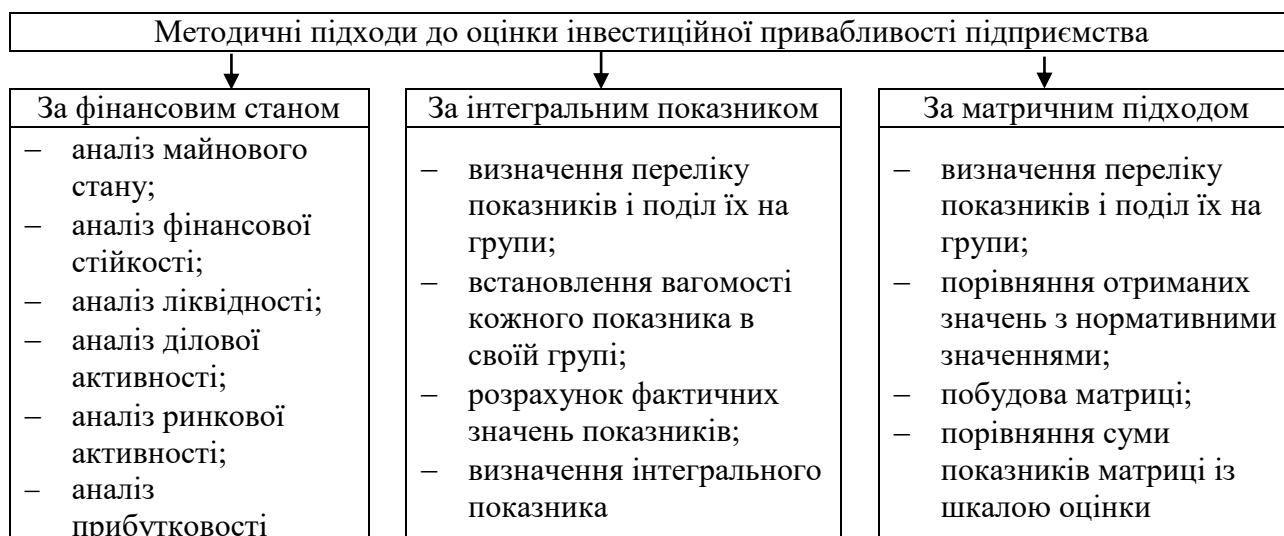 Методичні підходи до оцінки інвестиційної привабливості підприємства
За фінансовим станом
– аналіз майнового
стану;
– аналіз фінансової
стійкості;
– аналіз ліквідності;
– аналіз ділової
активності;
– аналіз ринкової
активності;
– аналіз
прибутковості
За інтегральним показником
– визначення переліку
показників і поділ їх на
групи;
– встановлення вагомості
кожного показника в
своїй групі;
– розрахунок фактичних
значень показників;
– визначення інтегрального
показника
За матричним підходом
– визначення переліку
показників і поділ їх на
групи;
– порівняння отриманих
значень з нормативними
значеннями;
– побудова матриці;
– порівняння суми
показників матриці із
шкалою оцінки